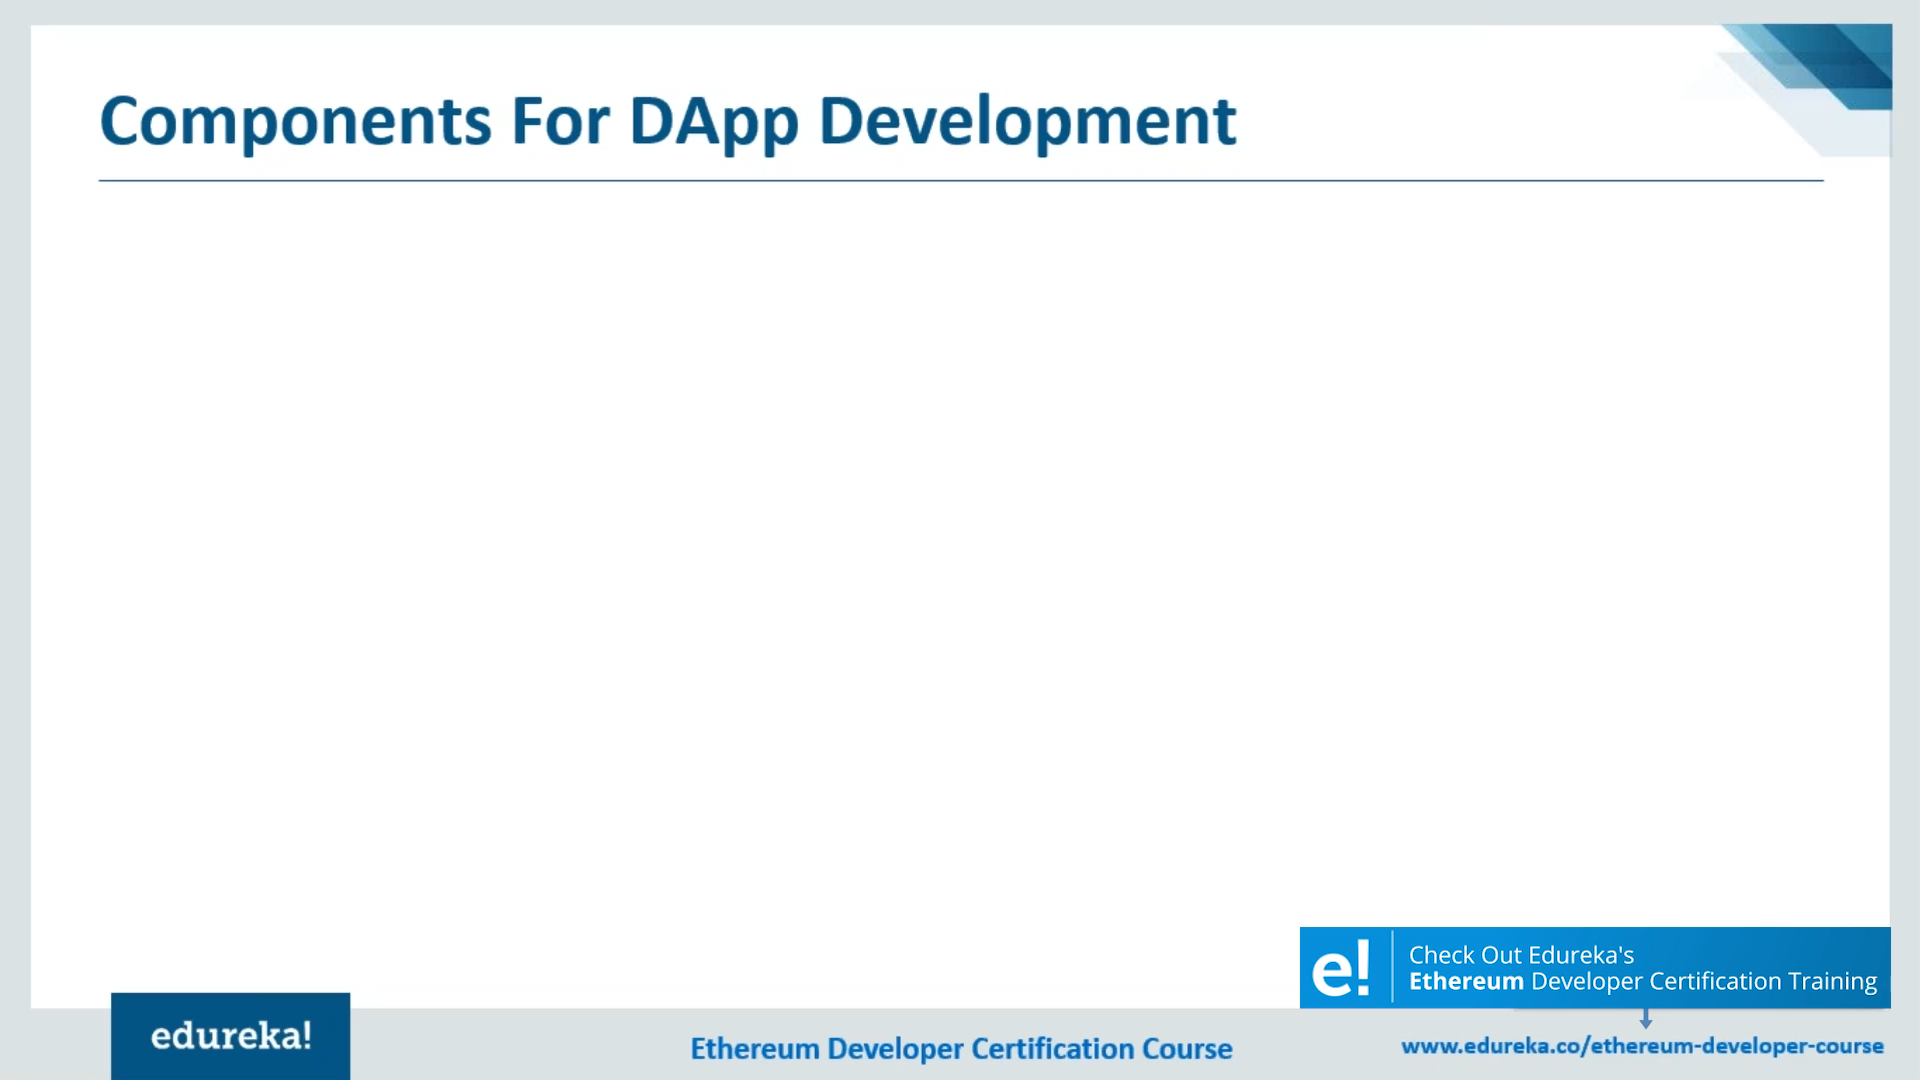 Components For DApp Development
e!
Check Out Edureka's
Ethereum Developer Certification Training
edureka!
Ethereum Developer Certification Course
www.edureka.co/ethereum-developer-course